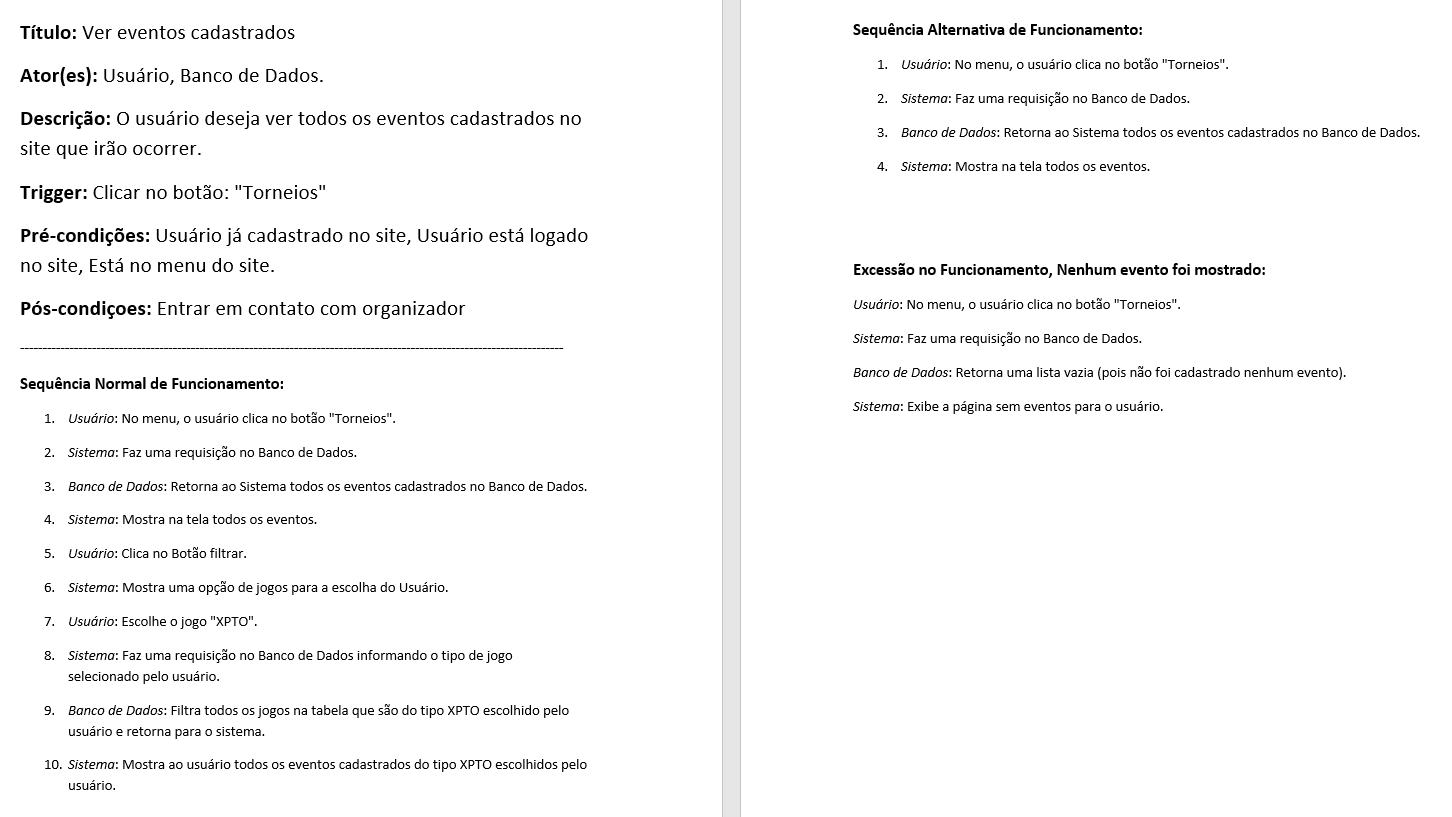 Título: Ver eventos cadastrados
Ator(es): Usuário, Banco de Dados.
Descrição: O usuário deseja ver todos os eventos cadastrados no
site que irão ocorrer.
Trigger: Clicar no botão: "Torneios"
Pré-condições: Usuário já cadastrado no site, Usuário está logado
no site, Está no menu do site.
Pós-condiçoes: Entrar em contato com organizador
--------------------------------------------------------------------------------------------------------------------------
Sequência Normal de Funcionamento:
1. Usuário: No menu, o usuário clica no botão "Torneios".
2. Sistema: Faz uma requisição no Banco de Dados.
3. Banco de Dados: Retorna ao Sistema todos os eventos cadastrados no Banco de Dados.
4. Sistema: Mostra na tela todos os eventos.
5. Usuário: Clica no Botão filtrar.
6. Sistema: Mostra uma opção de jogos para a escolha do Usuário.
7. Usuário: Escolhe o jogo "XPTO".
8. Sistema: Faz uma requisição no Banco de Dados informando o tipo de jogo
selecionado pelo usuário.
9. Banco de Dados: Filtra todos os jogos na tabela que são do tipo XPTO escolhido pelo
usuário e retorna para o sistema.
10. Sistema: Mostra ao usuário todos os eventos cadastrados do tipo XPTO escolhidos pelo
usuário.
Sequência Alternativa de Funcionamento:
1. Usuário: No menu, o usuário clica no botão "Torneios".
2. Sistema: Faz uma requisição no Banco de Dados.
3. Banco de Dados: Retorna ao Sistema todos os eventos cadastrados no Banco de Dados.
4. Sistema: Mostra na tela todos os eventos.
Excessão no Funcionamento, Nenhum evento foi mostrado:
Usuário: No menu, o usuário clica no botão "Torneios".
Sistema: Faz uma requisição no Banco de Dados.
Banco de Dados: Retorna uma lista vazia (pois não foi cadastrado nenhum evento).
Sistema: Exibe a página sem eventos para o usuário.